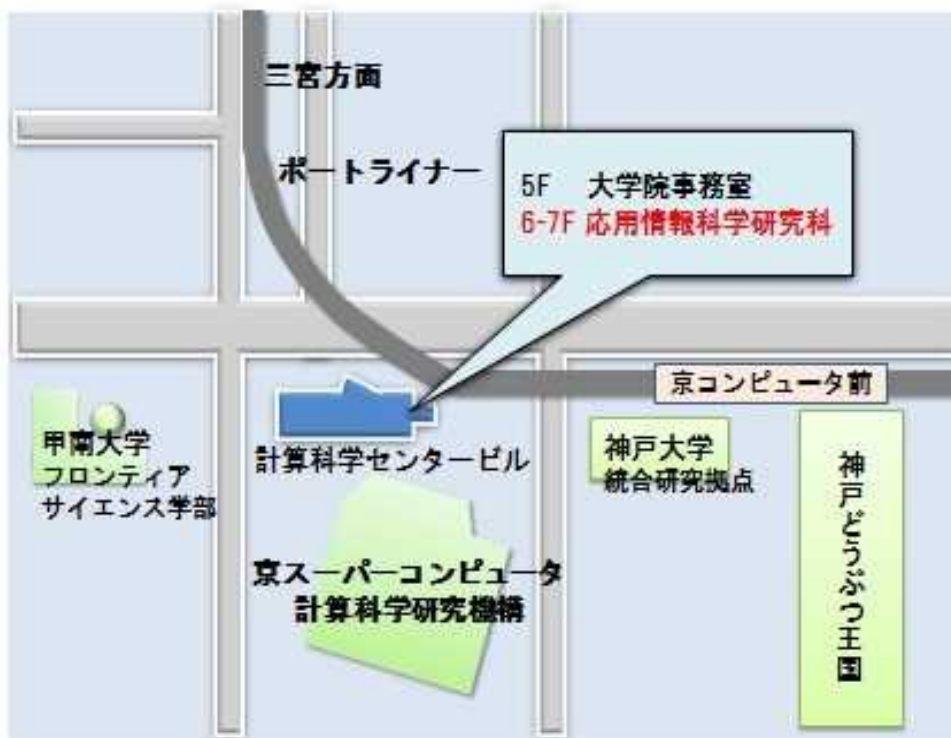 三宮方面
ポートライナー
5F 大学院事務室
6-7F 応用情報科学研究科
京コンピュータ前
甲南大学
フロンティア
サイエンス学部
計算科学センタービル
神戸大学
統合研究拠点
神戸どうぶつ王国
京スーパーコンピュータ
計算科学研究機構